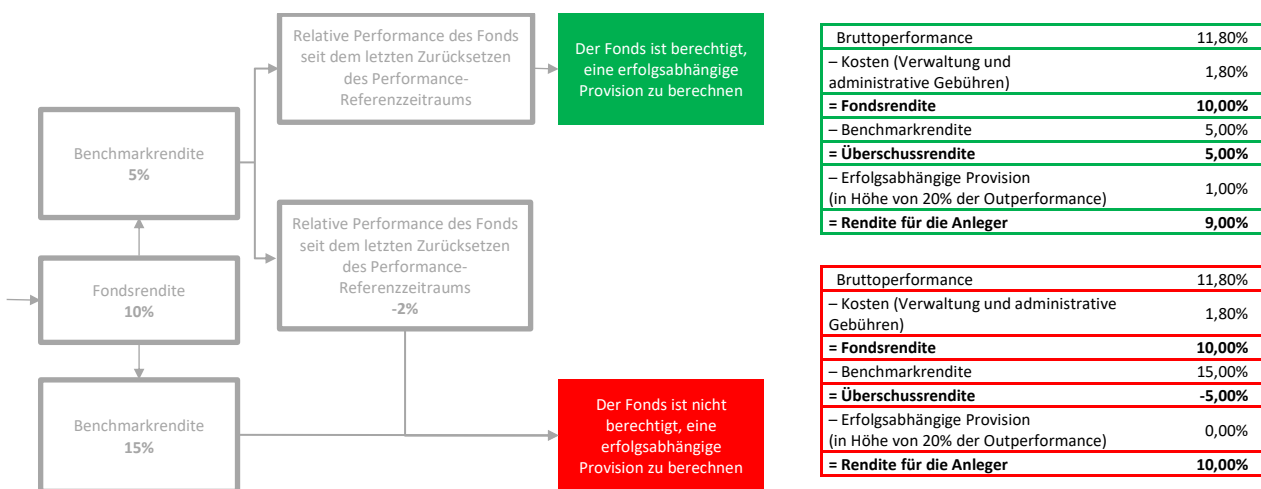 Relative Performance des Fonds
seit dem letzten Zurücksetzen
des Performance-
Referenzzeitraums
Der Fonds ist berechtigt,
eine erfolgsabhängige
Provision zu berechnen
Benchmarkrendite
5%
Relative Performance des Fonds
seit dem letzten Zurücksetzen
des Performance-
Referenzzeitraums
-2%
Fondsrendite
10%
Benchmarkrendite
15%
Der Fonds ist nicht
berechtigt, eine
erfolgsabhängige
Provision zu berechnen
Bruttoperformance 11,80%
– Kosten (Verwaltung und
administrative Gebühren) 1,80%
= Fondsrendite 10,00%
– Benchmarkrendite 5,00%
= Überschussrendite 5,00%
– Erfolgsabhängige Provision
(in Höhe von 20% der Outperformance) 1,00%
= Rendite für die Anleger 9,00%
Bruttoperformance 11,80%
– Kosten (Verwaltung und administrative
Gebühren) 1,80%
= Fondsrendite 10,00%
– Benchmarkrendite 15,00%
= Überschussrendite -5,00%
– Erfolgsabhängige Provision
(in Höhe von 20% der Outperformance) 0,00%
= Rendite für die Anleger 10,00%